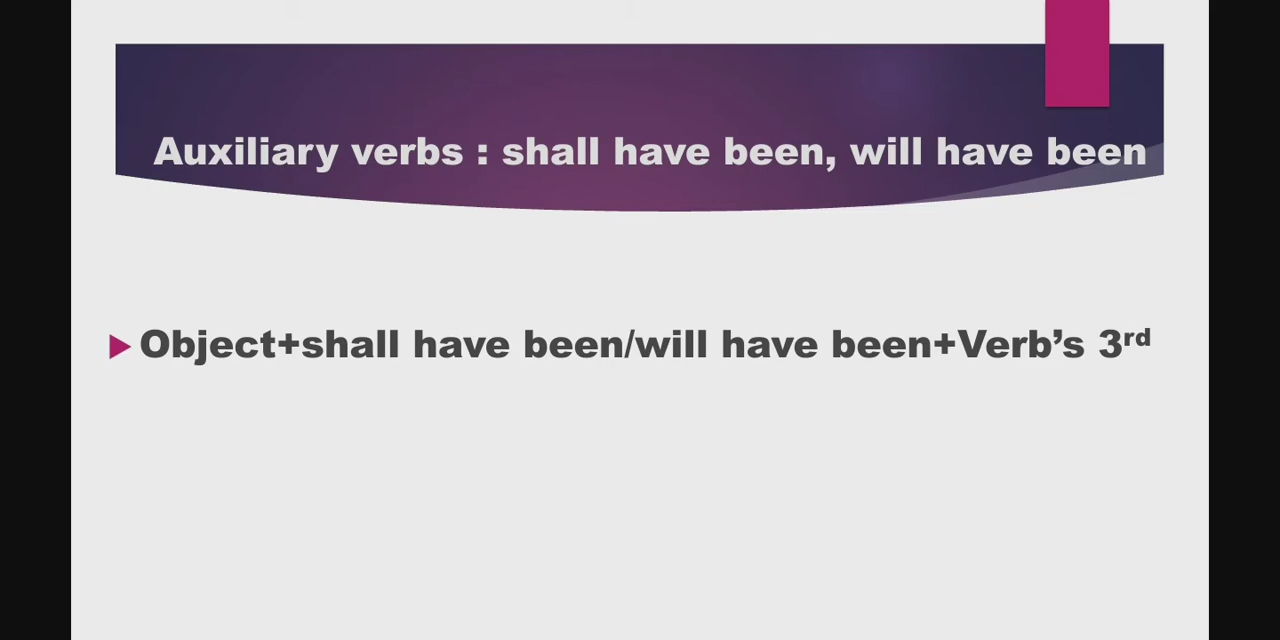 Auxiliary verbs : shall have been, will have been
Object+shall have been/will have been+Verb’s 3rd